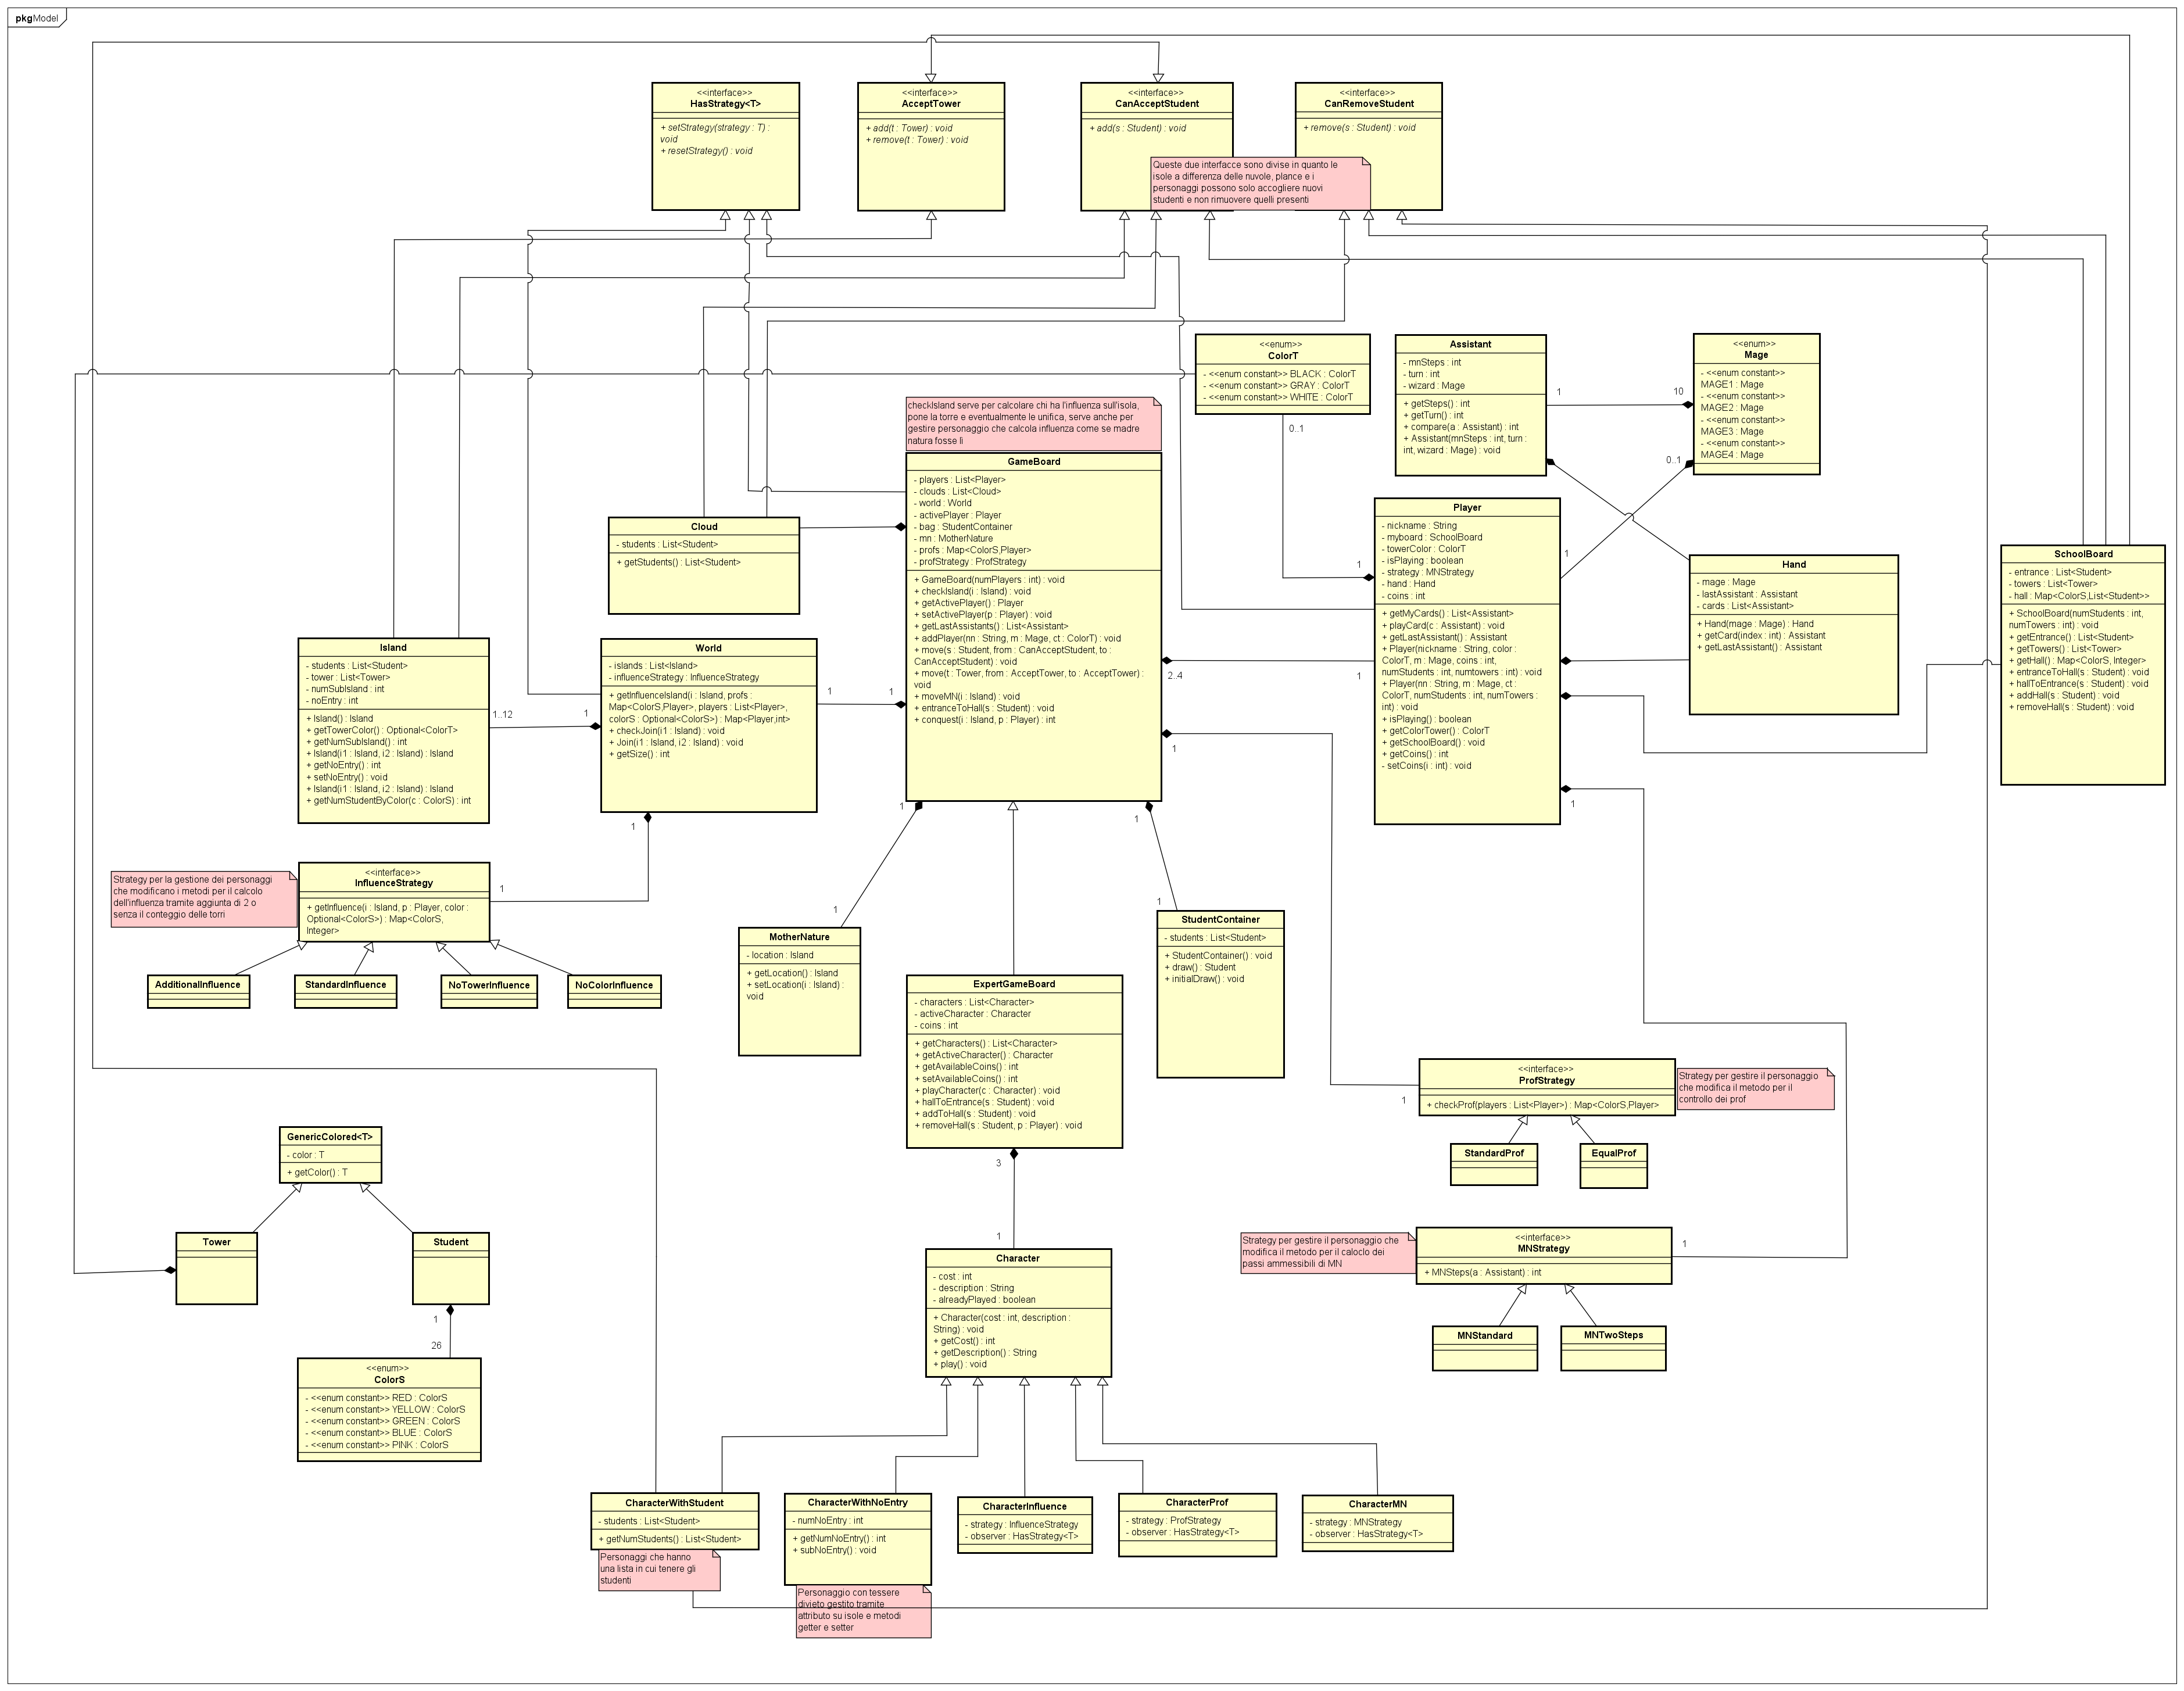 pkg Model
<<interface>>
HasStrategy<T>
+ setStrategy(strategy : T) :
void
+ resetStrategy() : void
<<interface>>
AcceptTower
+ add(t : Tower) : void
+ remove(t : Tower) : void
<<interface>>
CanAcceptStudent
+ add(s : Student) : void
<<interface>>
CanRemoveStudent
+ remove(s : Student) : void
Queste due interfacce sono divise in quanto le
isole a differenza delle nuvole, plance e i
personaggi possono solo accogliere nuovi
studenti e non rimuovere quelli presenti
<<enum>>
ColorT
- <<enum constant>> BLACK : ColorT
- <<enum constant>> GRAY : ColorT
- <<enum constant>> WHITE : ColorT
0..1
Assistant
- mnSteps : int
- turn : int
- wizard : Mage
+ getSteps() : int
+ getTurn() : int
+ compare(a : Assistant) : int
+ Assistant(mnSteps : int, turn :
int, wizard : Mage) : void
1
10
<<enum>>
Mage
- <<enum constant>>
MAGE1 : Mage
- <<enum constant>>
MAGE2 : Mage
- <<enum constant>>
MAGE3 : Mage
- <<enum constant>>
MAGE4 : Mage
0..1
checkIsland serve per calcolare chi ha l'influenza sull'isola,
pone la torre e eventualmente le unifica, serve anche per
gestire personaggio che calcola influenza come se madre
natura fosse lì
GameBoard
- players : List<Player>
- clouds : List<Cloud>
- world : World
- activePlayer : Player
- bag : StudentContainer
- mn : MotherNature
- profs : Map<ColorS,Player>
- profStrategy : ProfStrategy
+ GameBoard(numPlayers : int) : void
+ checkIsland(i : Island) : void
+ getActivePlayer() : Player
+ setActivePlayer(p : Player) : void
+ getLastAssistants() : List<Assistant>
+ addPlayer(nn : String, m : Mage, ct : ColorT) : void
+ move(s : Student, from : CanAcceptStudent, to :
CanAcceptStudent) : void
+ move(t : Tower, from : AcceptTower, to : AcceptTower) :
void
+ moveMN(i : Island) : void
+ entranceToHall(s : Student) : void
+ conquest(i : Island, p : Player) : int
Cloud
- students : List<Student>
+ getStudents() : List<Student>
Player
- nickname : String
- myboard : SchoolBoard
- towerColor : ColorT
- isPlaying : boolean
- strategy : MNStrategy
- hand : Hand
- coins : int
+ getMyCards() : List<Assistant>
+ playCard(c : Assistant) : void
+ getLastAssistant() : Assistant
+ Player(nickname : String, color :
ColorT, m : Mage, coins : int,
numStudents : int, numtowers : int) : void
+ Player(nn : String, m : Mage, ct :
ColorT, numStudents : int, numTowers :
int) : void
+ isPlaying() : boolean
+ getColorTower() : ColorT
+ getSchoolBoard() : void
+ getCoins() : int
- setCoins(i : int) : void
1
1
2..4
1
1
Hand
- mage : Mage
- lastAssistant : Assistant
- cards : List<Assistant>
+ Hand(mage : Mage) : Hand
+ getCard(index : int) : Assistant
+ getLastAssistant() : Assistant
SchoolBoard
- entrance : List<Student>
- towers : List<Tower>
- hall : Map<ColorS,List<Student>>
+ SchoolBoard(numStudents : int,
numTowers : int) : void
+ getEntrance() : List<Student>
+ getTowers() : List<Tower>
+ getHall() : Map<ColorS, Integer>
+ entranceToHall(s : Student) : void
+ hallToEntrance(s : Student) : void
+ addHall(s : Student) : void
+ removeHall(s : Student) : void
Island
- students : List<Student>
- tower : List<Tower>
- numSubIsland : int
- noEntry : int
+ Island() : Island
+ getTowerColor() : Optional<ColorT>
+ getNumSubIsland() : int
+ Island(i1 : Island, i2 : Island) : Island
+ getNoEntry() : int
+ setNoEntry() : void
+ Island(i1 : Island, i2 : Island) : Island
+ getNumStudentByColor(c : ColorS) : int
1..12
1
World
- islands : List<Island>
- influenceStrategy : InfluenceStrategy
+ getInfluenceIsland(i : Island, profs :
Map<ColorS,Player>, players : List<Player>,
colorS : Optional<ColorS>) : Map<Player,int>
+ checkJoin(i1 : Island) : void
+ Join(i1 : Island, i2 : Island) : void
+ getSize() : int
1
1
1
1
1
1
Strategy per la gestione dei personaggi
che modificano i metodi per il calcolo
dell'influenza tramite aggiunta di 2 o
senza il conteggio delle torri
<<interface>>
InfluenceStrategy
+ getInfluence(i : Island, p : Player, color :
Optional<ColorS>) : Map<ColorS,
Integer>
1
AdditionalInfluence
StandardInfluence
NoTowerInfluence
NoColorInfluence
1
MotherNature
- location : Island
+ getLocation() : Island
+ setLocation(i : Island) :
void
1
StudentContainer
- students : List<Student>
+ StudentContainer() : void
+ draw() : Student
+ initialDraw() : void
ExpertGameBoard
- characters : List<Character>
- activeCharacter : Character
- coins : int
+ getCharacters() : List<Character>
+ getActiveCharacter() : Character
+ getAvailableCoins() : int
+ setAvailableCoins() : int
+ playCharacter(c : Character) : void
+ hallToEntrance(s : Student) : void
+ addToHall(s : Student) : void
+ removeHall(s : Student, p : Player) : void
3
1
1
<<interface>>
ProfStrategy
+ checkProf(players : List<Player>) : Map<ColorS,Player>
Strategy per gestire il personaggio
che modifica il metodo per il
controllo dei prof
StandardProf
EqualProf
GenericColored<T>
- color : T
+ getColor() : T
Tower
Student
1
26
<<enum>>
ColorS
- <<enum constant>> RED : ColorS
- <<enum constant>> YELLOW : ColorS
- <<enum constant>> GREEN : ColorS
- <<enum constant>> BLUE : ColorS
- <<enum constant>> PINK : ColorS
Strategy per gestire il personaggio che
modifica il metodo per il caloclo dei
passi ammessibili di MN
<<interface>>
MNStrategy
+ MNSteps(a : Assistant) : int
1
MNStandard
MNTwoSteps
Character
- cost : int
- description : String
- alreadyPlayed : boolean
+ Character(cost : int, description :
String) : void
+ getCost() : int
+ getDescription() : String
+ play() : void
CharacterWithStudent
- students : List<Student>
+ getNumStudents() : List<Student>
Personaggi che hanno
una lista in cui tenere gli
studenti
CharacterWithNoEntry
- numNoEntry : int
+ getNumNoEntry() : int
+ subNoEntry() : void
Personaggio con tessere
divieto gestito tramite
attributo su isole e metodi
getter e setter
CharacterInfluence
- strategy : InfluenceStrategy
- observer : HasStrategy<T>
CharacterProf
- strategy : ProfStrategy
- observer : HasStrategy<T>
CharacterMN
- strategy : MNStrategy
- observer : HasStrategy<T>